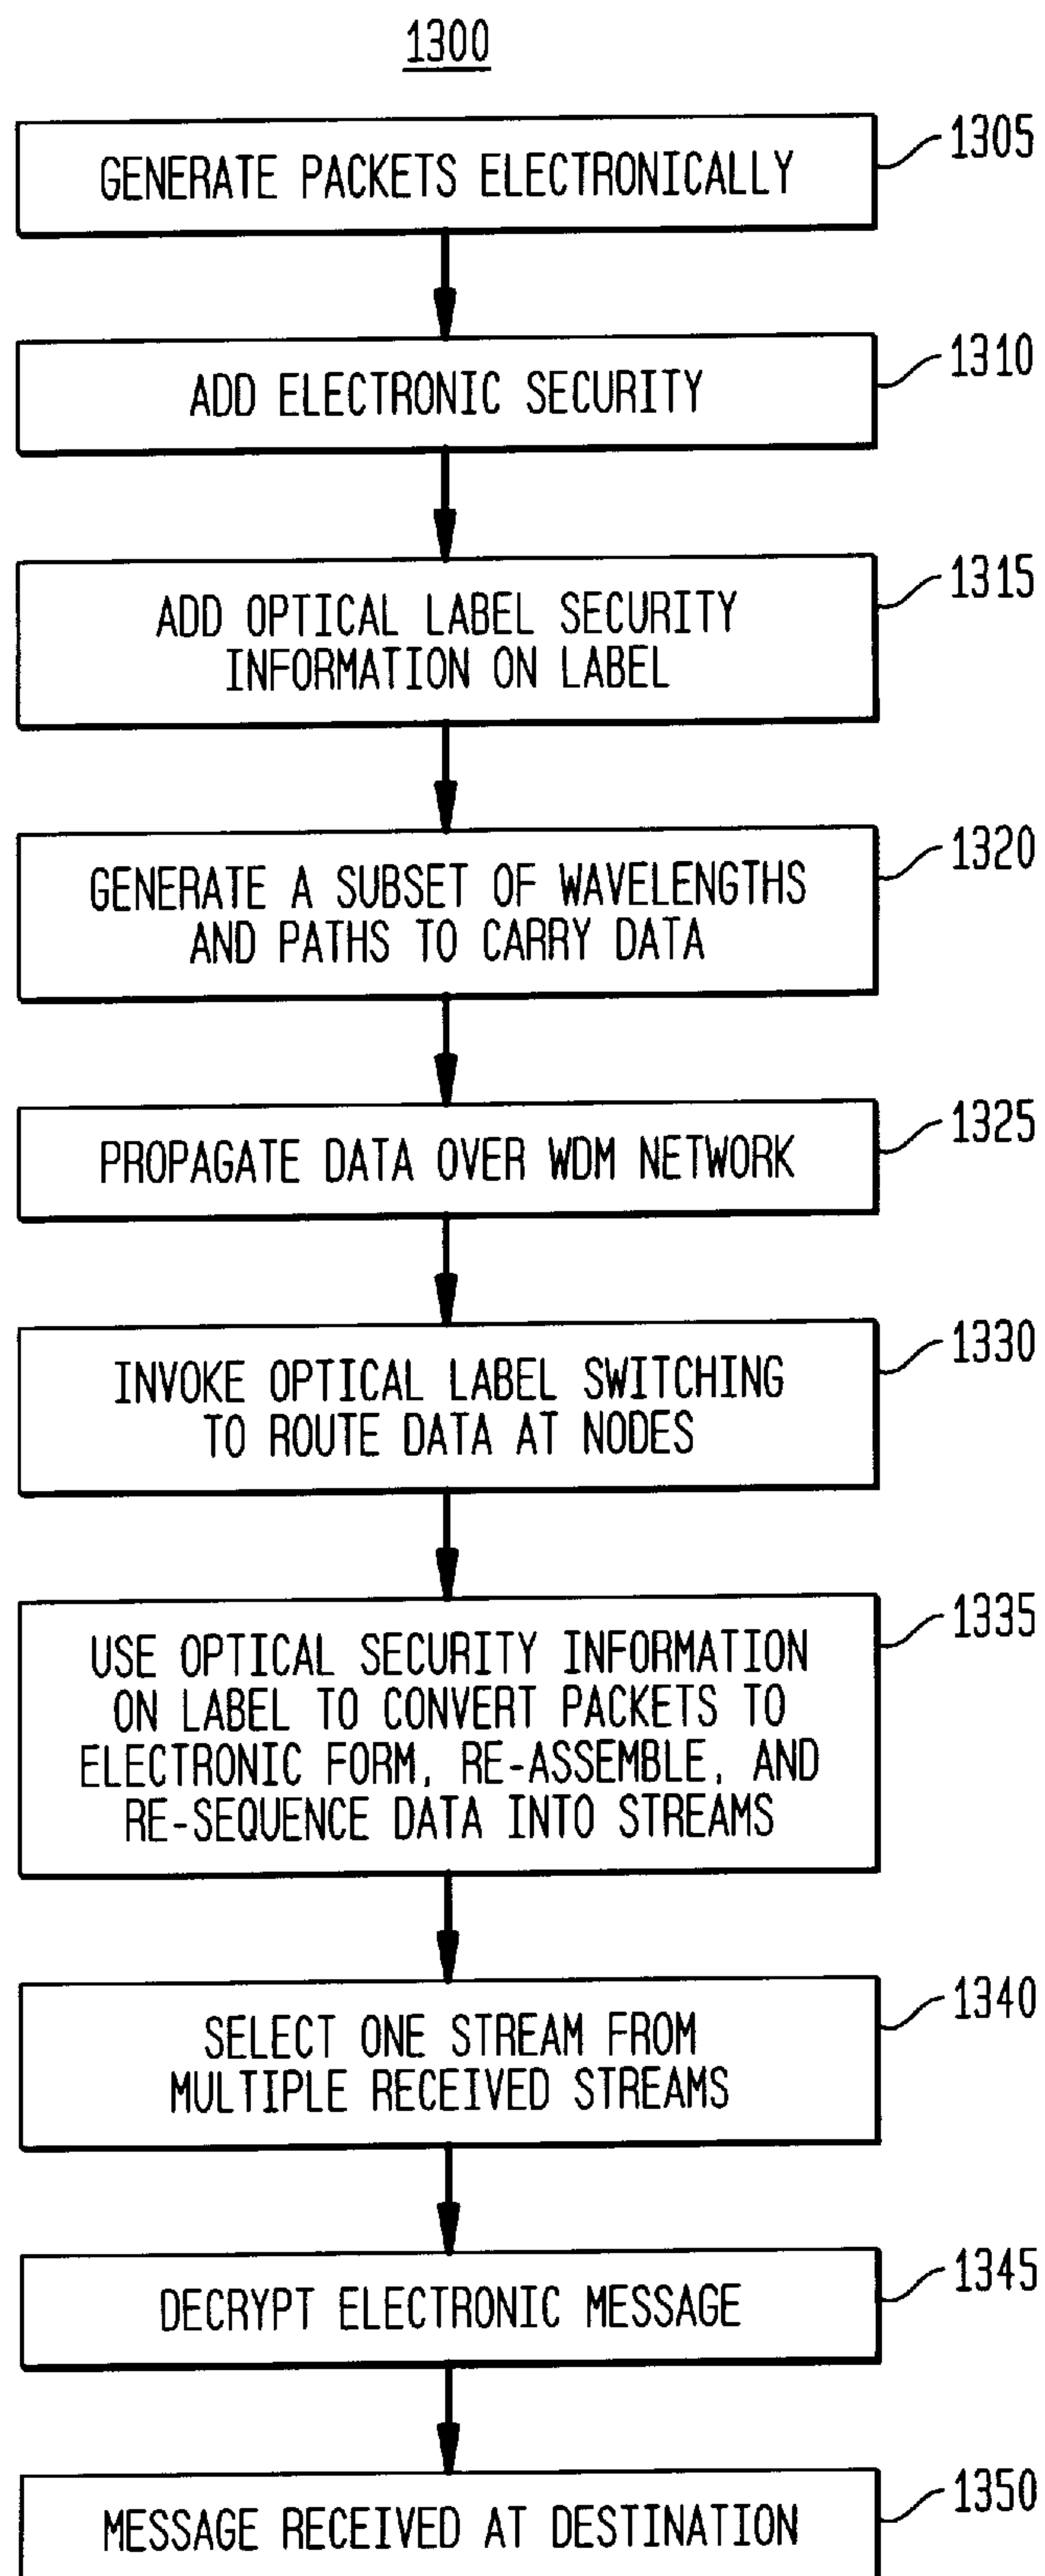 1300
GENERATE PACKETS ELECTRONICALLY
1305
ADD ELECTRONIC SECURITY
1310
ADD OPTICAL LABEL SECURITY
INFORMATION ON LABEL
1315
GENERATE A SUBSET OF WAVELENGTHS
AND PATHS TO CARRY DATA
1320
PROPAGATE DATA OVER WDM NETWORK
1325
INVOKE OPTICAL LABEL SWITCHING
TO ROUTE DATA AT NODES
1330
USE OPTICAL SECURITY INFORMATION
ON LABEL TO CONVERT PACKETS TO
ELECTRONIC FORM, RE-ASSEMBLE, AND
RE-SEQUENCE DATA INTO STREAMS
1335
SELECT ONE STREAM FROM
MULTIPLE RECEIVED STREAMS
1340
DECRYPT ELECTRONIC MESSAGE
1345
MESSAGE RECEIVED AT DESTINATION
1350